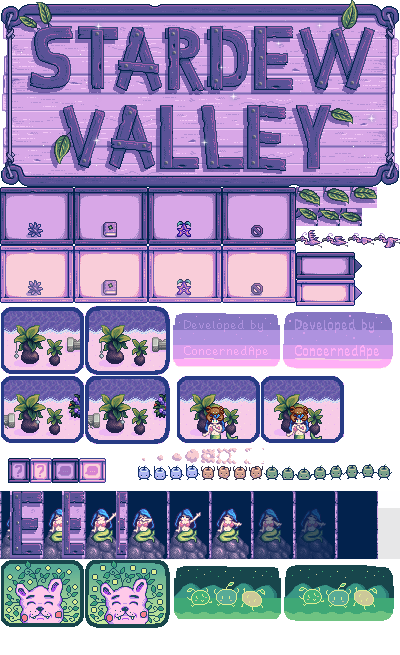 STARDEW
VALLEY
Developed by
ConcernedApe
Developed by
ConcernedApe
? ?
E E E